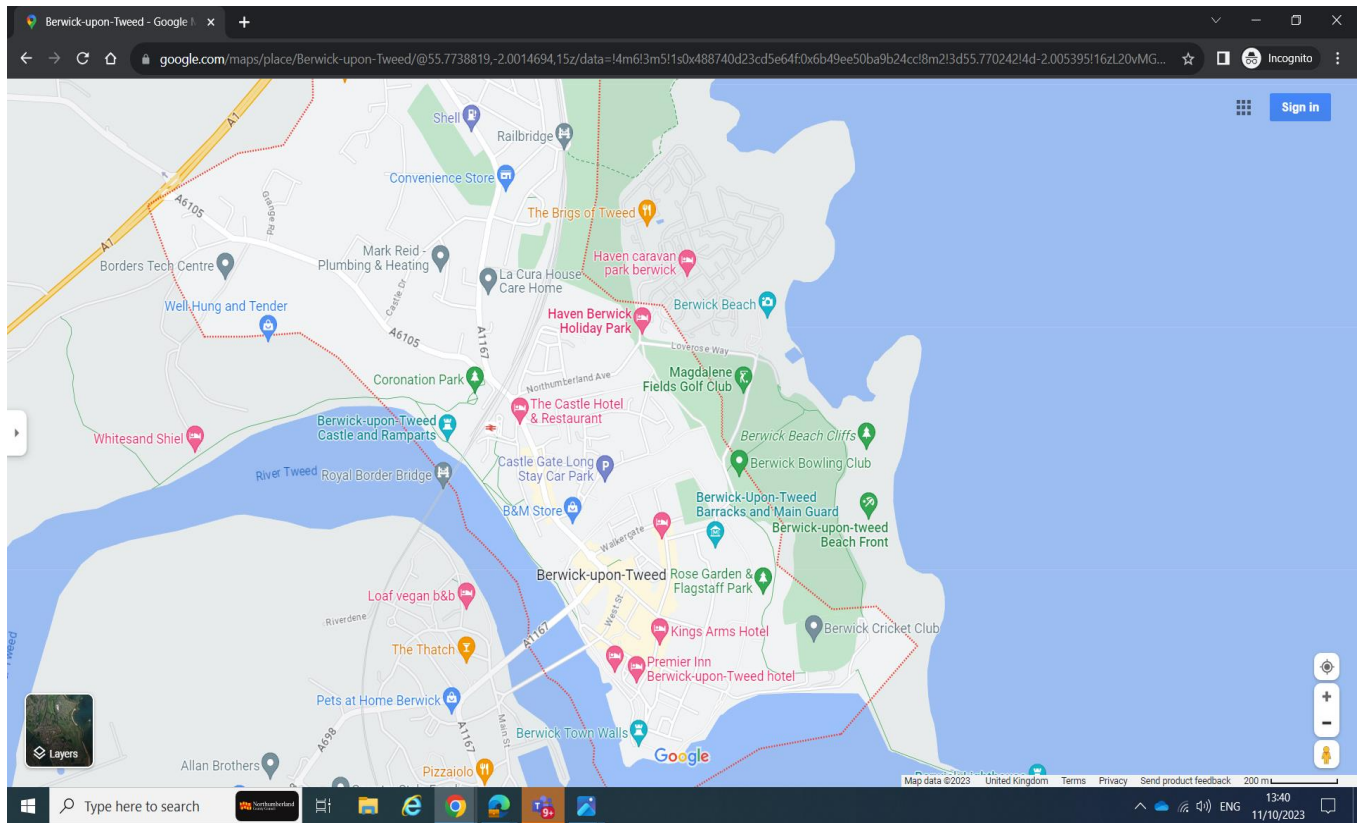 Berwick-upon-Tweed - Google M
google.com/maps/place/Berwick-upon-Tweed/@55.7738819,-2.0014694,15z/data=!4m6!3m5!1s0x488740d23cd5e64f:0x6b49ee50ba9b24cc!8m2!3d55.770242!4d-2.005395!16zL20vMG...
Incognito
Sign in
A1
Shell
Railbridge
Convenience Store
A6105
Grange Rd
The Brigs of Tweed
A1
Borders Tech Centre
Mark Reid -
Plumbing & Heating
La Cura House
Care Home
Haven caravan
park berwick
Castle Dr
Well Hung and Tender
Berwick Beach
Haven Berwick
Holiday Park
A6105
A1167
Loverose Way
Coronation Park
Northumberland Ave
Magdalene
Fields Golf Club
The Castle Hotel
& Restaurant
Berwick-upon-Tweed
Castle and Ramparts
Whitesand Shiel
Berwick Beach Cliffs
River Tweed
Royal Border Bridge
Castle Gate Long
Stay Car Park
Berwick Bowling Club
B&M Store
Berwick-Upon-Tweed
Barracks and Main Guard
Berwick-upon-tweed
Beach Front
Walkergate
Berwick-upon-Tweed
Rose Garden &
Flagstaff Park
Loaf vegan b&b
Riverdene
West St
A1167
Kings Arms Hotel
Berwick Cricket Club
The Thatch
Premier Inn
Berwick-upon-Tweed hotel
Pets at Home Berwick
Main St
A1167
A698
Berwick Town Walls
Layers
Allan Brothers
Pizzaiolo
Google
Map data ©2023 United Kingdom Terms Privacy Send product feedback 200 m
Type here to search
Northumberland
9+
ENG
13:40
11/10/2023